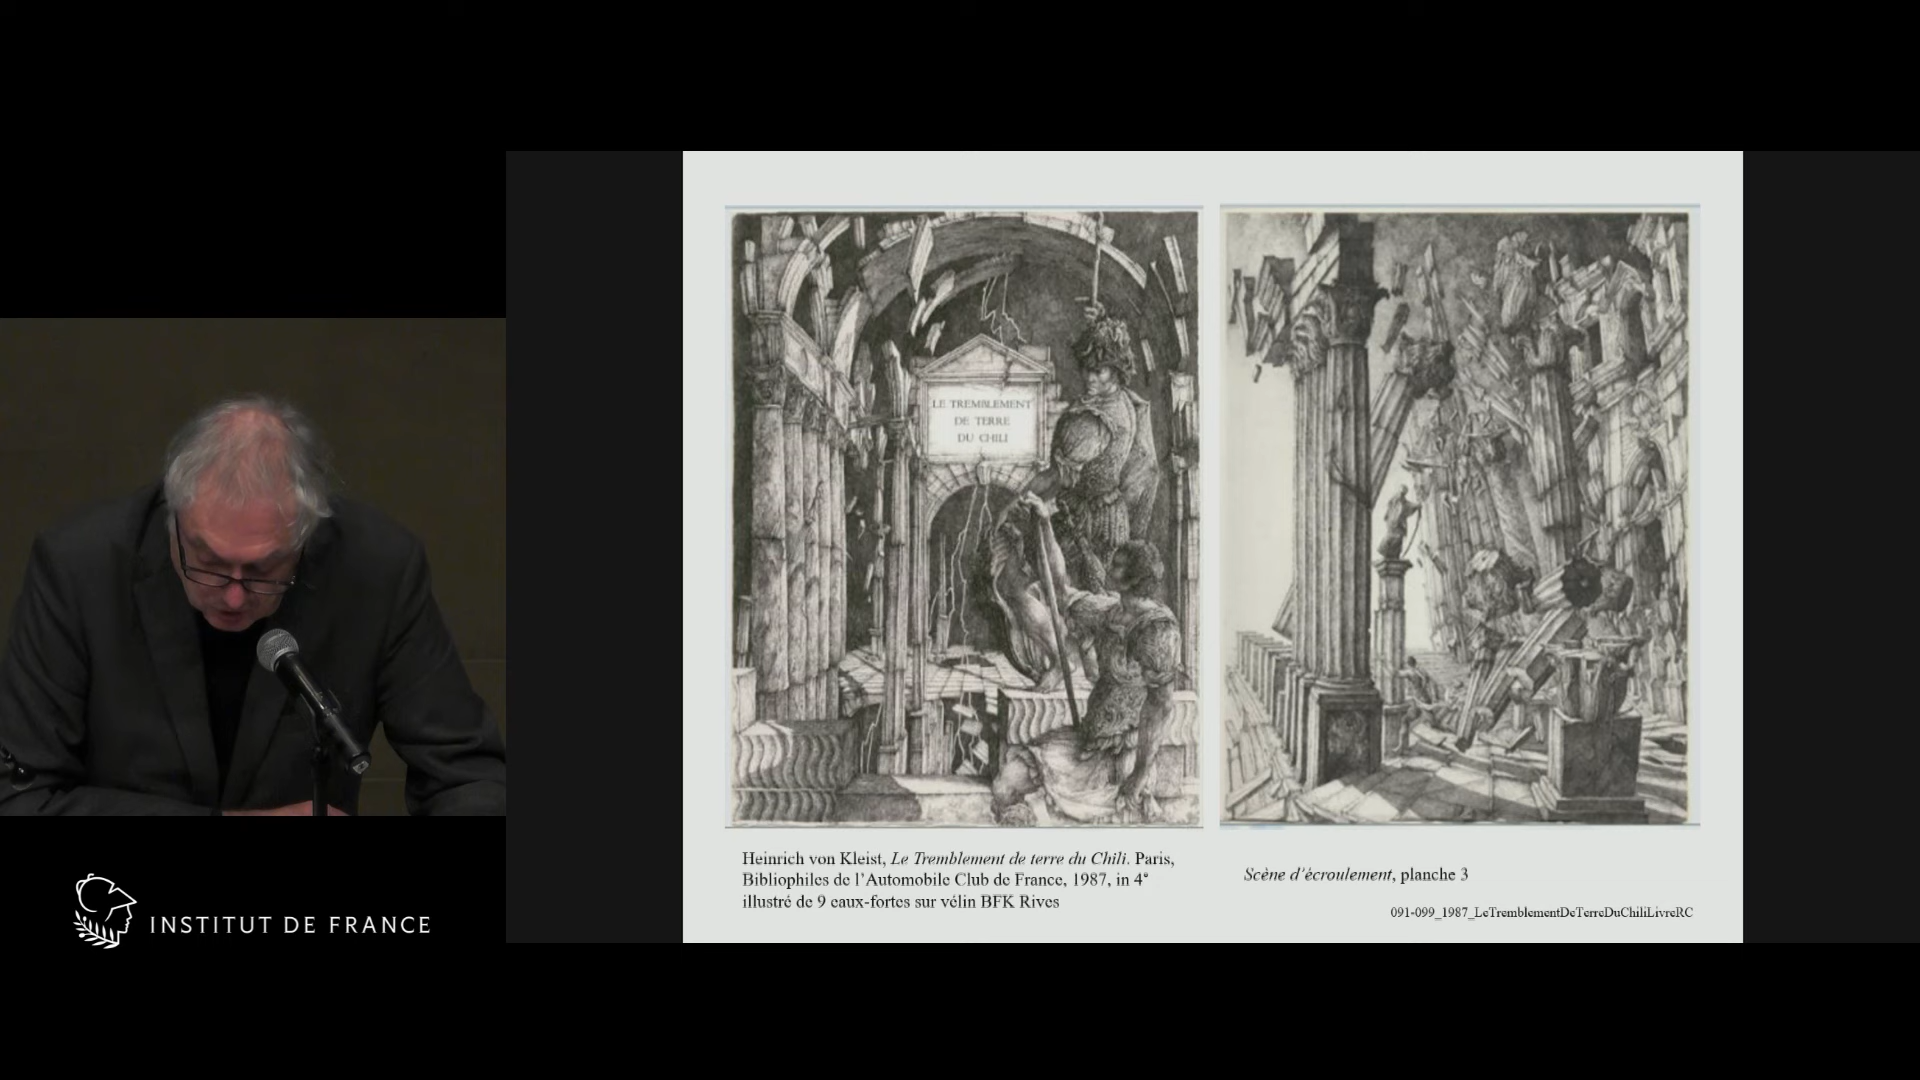 LE TREMBLEMENT
DE TERRE
DU CHILI
Heinrich von Kleist, Le Tremblement de terre du Chili. Paris,
Bibliophiles de l'Automobile Club de France, 1987, in 4°
illustré de 9 eaux-fortes sur vélin BFK Rives
Scène d'écroulement, planche 3
091-099_1987_LeTremblementDeTerreDuChiliLivreRC
INSTITUT DE FRANCE